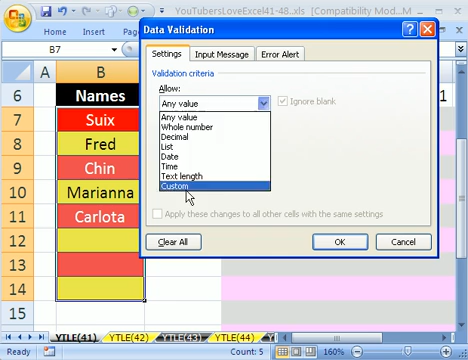 YouTubersLoveExcel41-48.xls [Compatibility Mod...
Home
Data Validation
B7
Settings
Input Message
Error Alert
Validation criteria
Allow:
Any value
Ignore blank
Any value
Whole number
Decimal
List
Date
Time
Text length
Custom
Apply these changes to all other cells with the same settings
Clear All
OK
Cancel
A
B
6
Names
7
Suix
8
Fred
9
Chin
10
Marianna
11
Carlota
12
13
14
15
YTLE(41)
YTLE(42)
YTLE(43)
YTLE(44)
Ready
Count: 5
160%